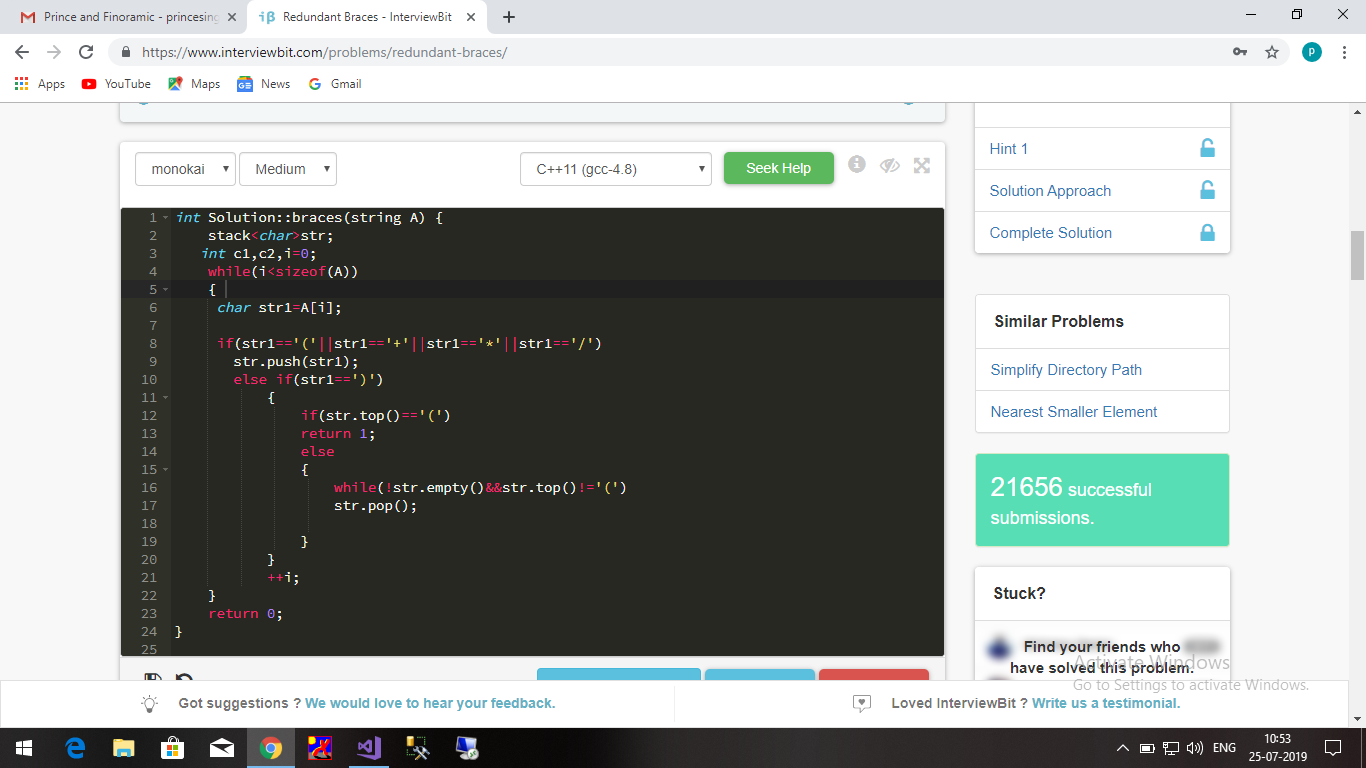 Prince and Finoramic - princesing
Redundant Braces - InterviewBit
https://www.interviewbit.com/problems/redundant-braces/
P
Apps YouTube Maps News Gmail
monokai Medium C++11 (gcc-4.8) Seek Help
1 int Solution::braces(string A) {
2 stack<char>str;
3 int c1,c2,i=0;
4 while(i<sizeof(A))
5 {
6 char str1=A[i];
7
8 if(str1=='('||str1=='+'||str1=='*'||str1=='/')
9 str.push(str1);
10 else if(str1==')')
11 {
12 if(str.top()=='(')
13 return 1;
14 else
15 {
16 while(!str.empty()&&str.top()!='(')
17 str.pop();
18
19 }
20 }
21 ++i;
22 }
23 return 0;
24 }
25
Hint 1
Solution Approach
Complete Solution
Similar Problems
Simplify Directory Path
Nearest Smaller Element
21656 successful
submissions.
Stuck?
Find your friends who
have solved this problem.
Activate Windows
Go to Settings to activate Windows.
Got suggestions ? We would love to hear your feedback.
Loved InterviewBit ? Write us a testimonial.
ENG
10:53
25-07-2019